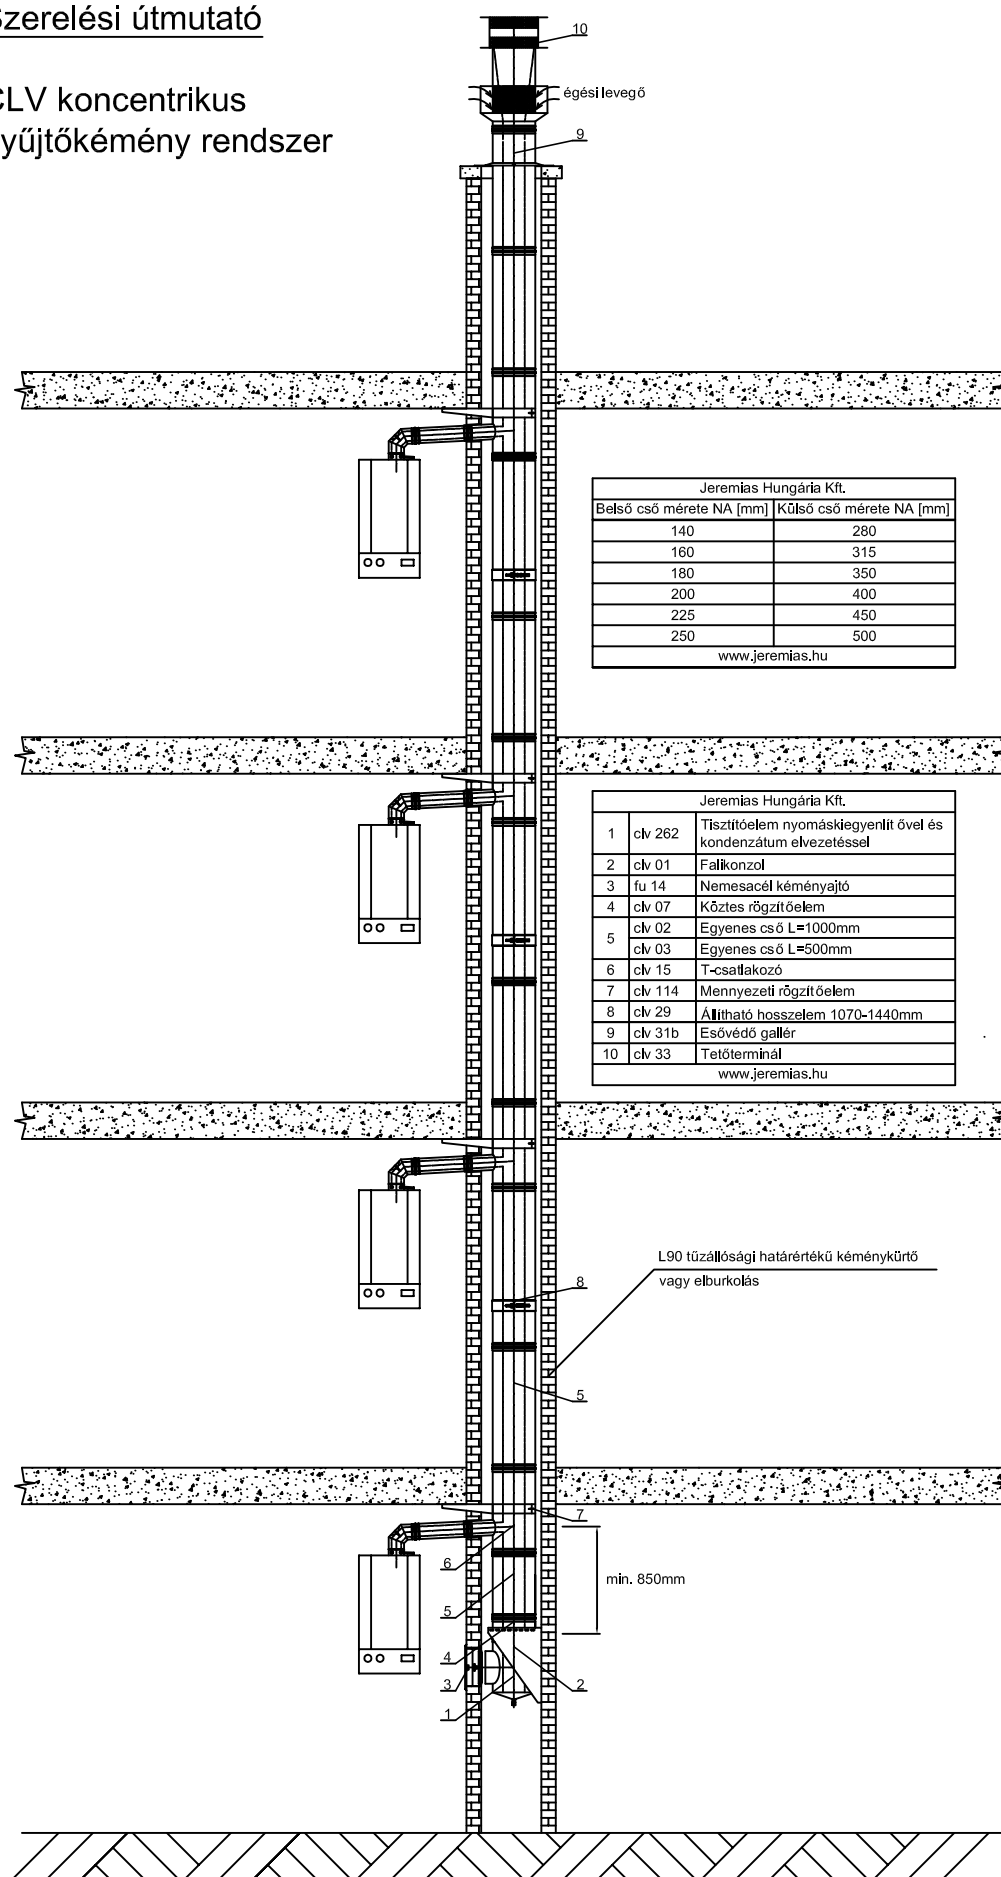 Szerelési útmutató
CLV koncentrikus
yűjtőkémény rendszer
10
égési levegő
9
Jeremias Hungária Kft.
Belső cső mérete NA [mm] Külső cső mérete NA [mm]
140 280
160 315
180 350
200 400
225 450
250 500
www.jeremias.hu
Jeremias Hungária Kft.
1 clv 262 Tisztítóelem nyomáskiegyenlítővel és
kondenzátum elvezetéssel
2 clv 01 Falikonzol
3 fu 14 Nemesacél kéményajtó
4 clv 07 Köztes rögzítőelem
5 clv 02 Egyenes cső L=1000mm
clv 03 Egyenes cső L=500mm
6 clv 15 T-csatlakozó
7 clv 114 Mennyezeti rögzítőelem
8 clv 29 Állítható hosszelem 1070-1440mm
9 clv 31b Esővédő gallér
10 clv 33 Tetőterminál
www.jeremias.hu
L90 tűzállósági határértékű kéménykürtő
vagy elburkolás
8
5
7
6
min. 850mm
5
4
3
2
1